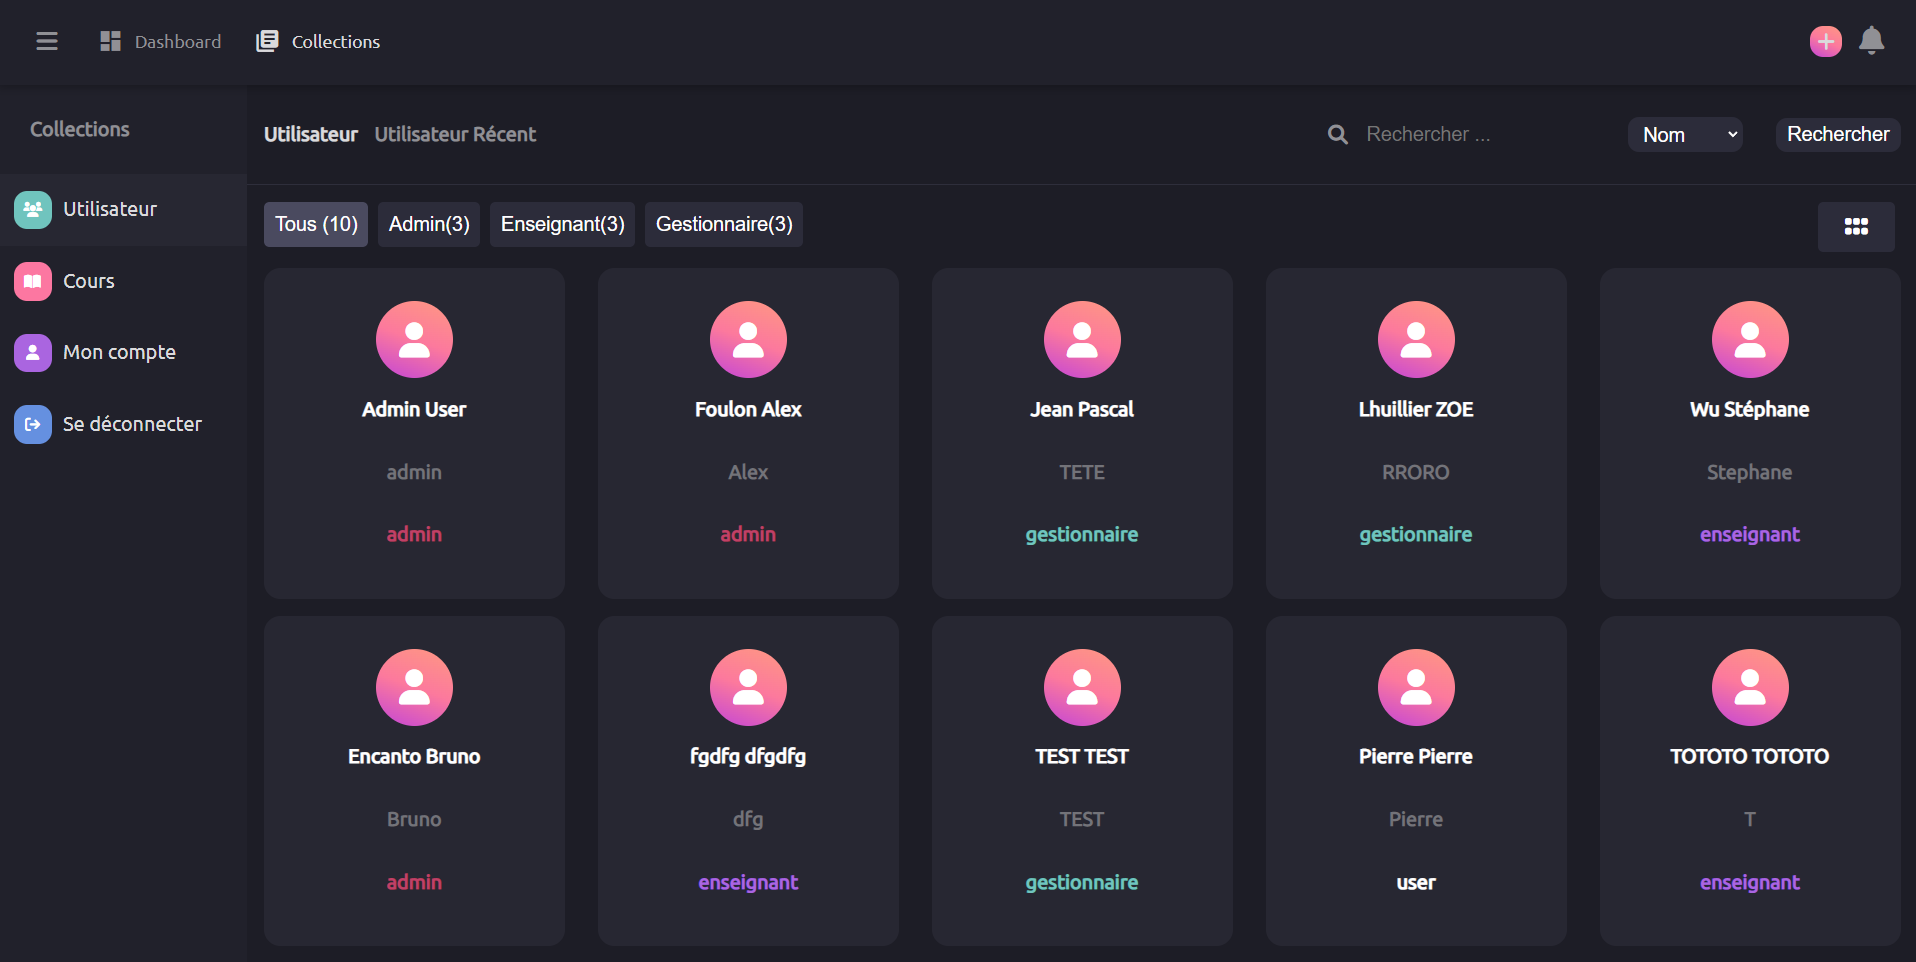 Dashboard Collections
Collections
Utilisateur
Cours
Mon compte
Se déconnecter
Utilisateur Utilisateur Récent Rechercher ... Nom Rechercher
Tous (10) Admin(3) Enseignant(3) Gestionnaire(3)
Admin User
admin
admin
Foulon Alex
Alex
admin
Jean Pascal
TETE
gestionnaire
Lhuillier ZOE
RRORO
gestionnaire
Wu Stéphane
Stephane
enseignant
Encanto Bruno
Bruno
admin
fgdfg dfgdfg
dfg
enseignant
TEST TEST
TEST
gestionnaire
Pierre Pierre
Pierre
user
TOTOTO TOTOTO
T
enseignant